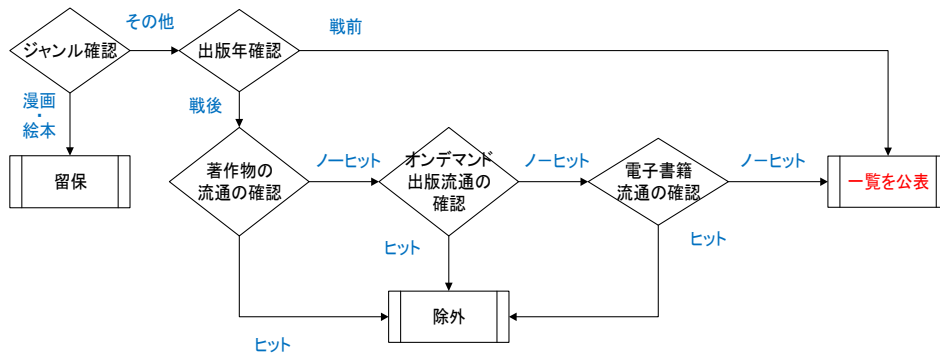 その他
戦前
ジャンル確認
出版年確認
漫画
・
絵本
戦後
留保
著作物の
流通の確認
ノーヒット
オンデマンド
出版流通の
確認
ノーヒット
電子書籍
流通の確認
ノーヒット
一覧を公表
ヒット
ヒット
除外
ヒット